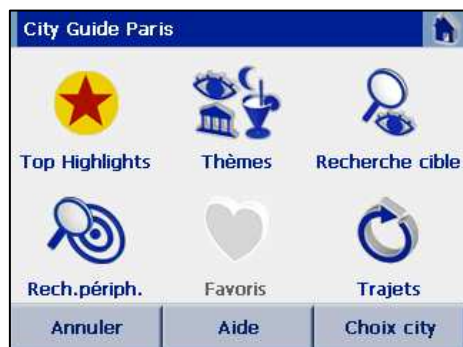 City Guide Paris
Top Highlights
Thèmes
Recherche cible
Rech.périph.
Favoris
Trajets
Annuler
Aide
Choix city